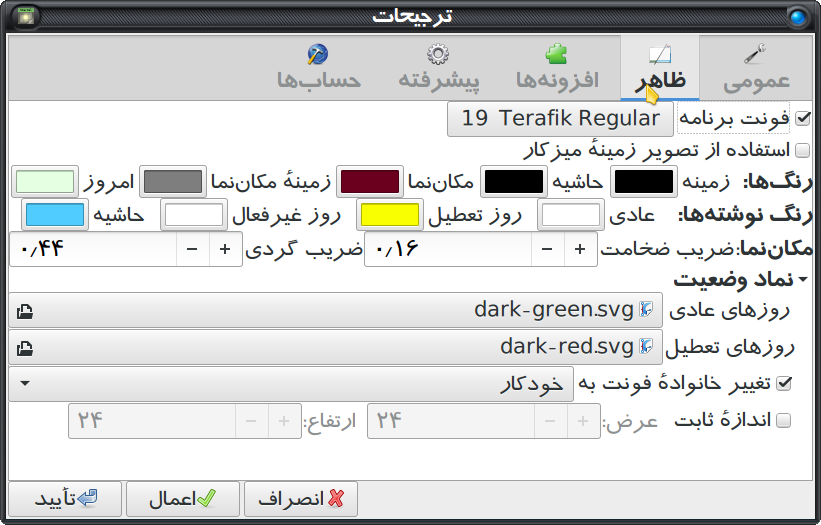 ترجیحات
عمومی ظاهر افزونه‌ها پیشرفته حساب‌ها
فونت برنامه Terafik Regular 19
استفاده از تصویر زمینهٔ میزکار
رنگ‌ها: زمینه حاشیه مکان‌نما زمینهٔ مکان‌نما امروز
رنگ نوشته‌ها: عادی روز تعطیل روز غیرفعال حاشیه
مکان‌نما: ضریب ضخامت ۰٫۱۶ ضریب گردی ۰٫۴۴
نماد وضعیت
روزهای عادی dark-green.svg
روزهای تعطیل dark-red.svg
تغییر خانوادهٔ فونت به خودکار
اندازهٔ ثابت عرض: ۲۴ ارتفاع: ۲۴
انصراف اعمال تأیید